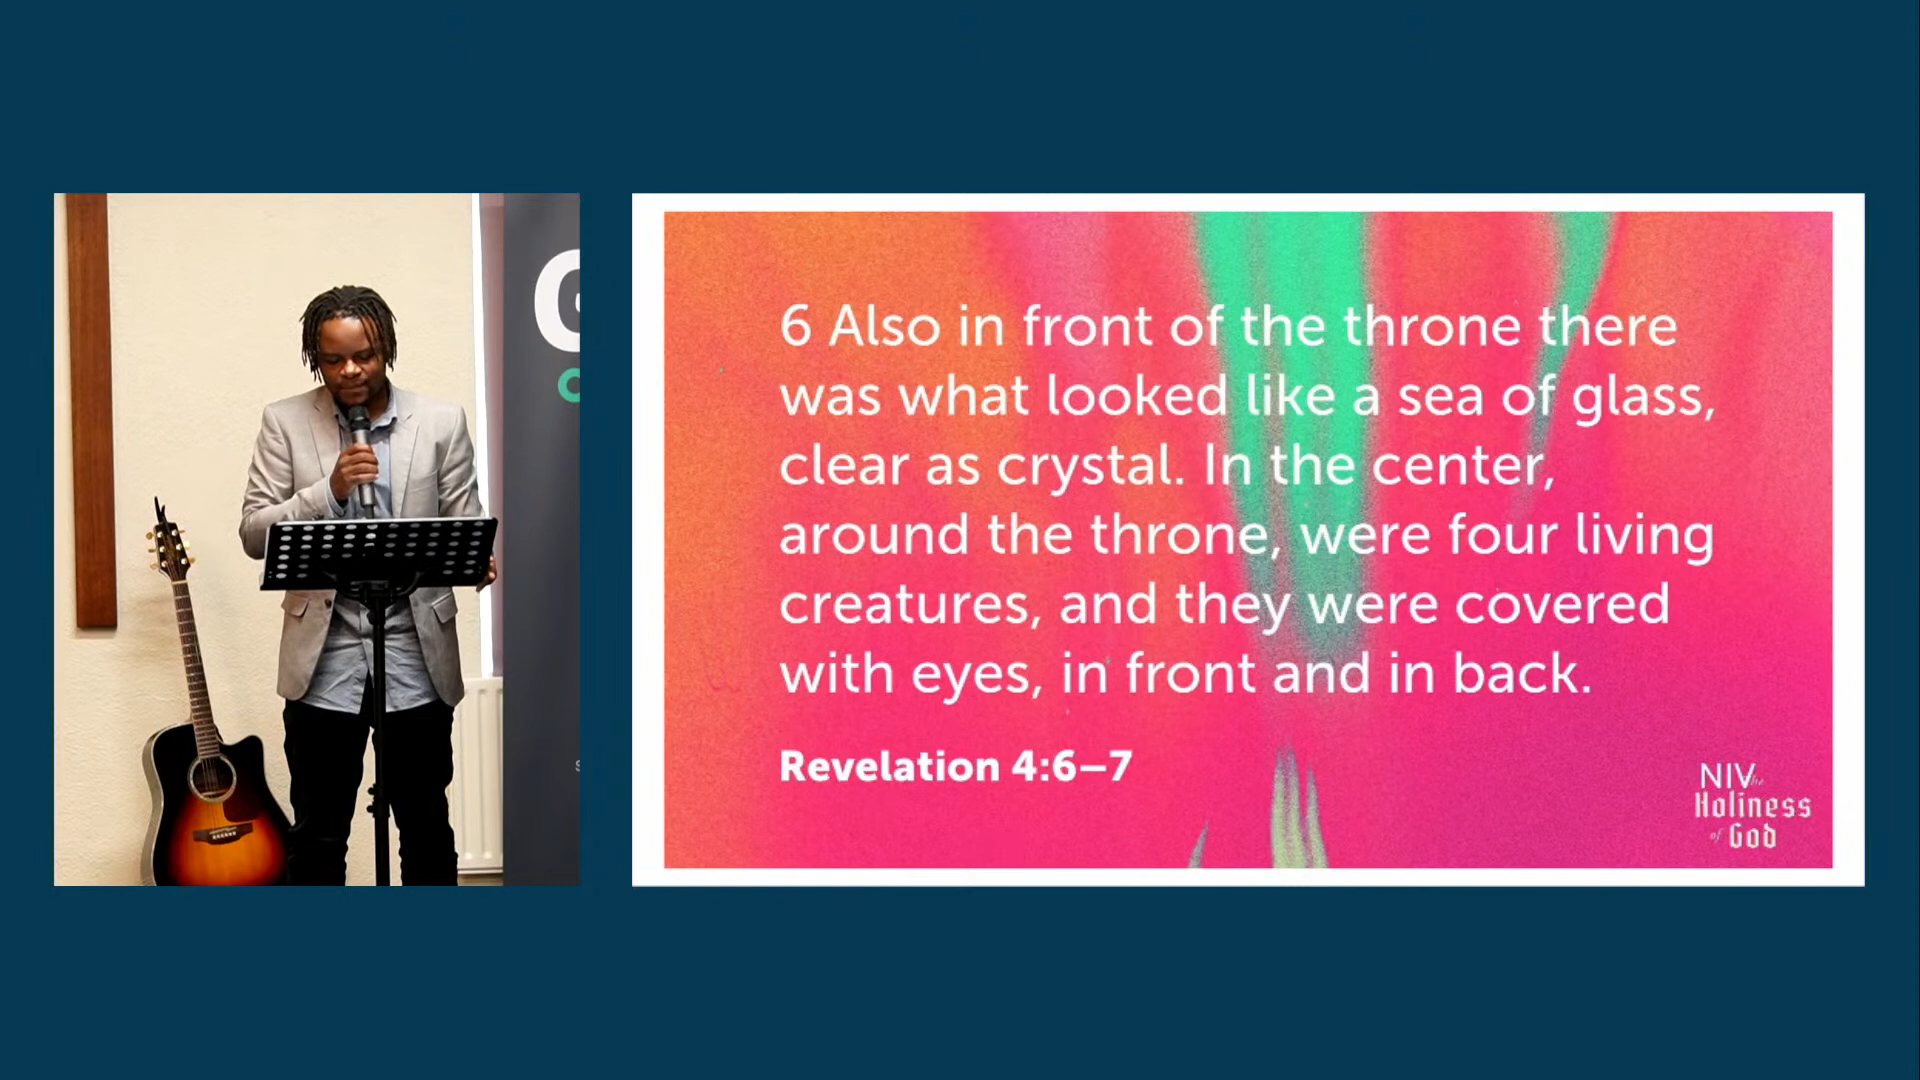 6 Also in front of the throne there
was what looked like a sea of glass,
clear as crystal. In the center,
around the throne, were four living
creatures, and they were covered
with eyes, in front and in back.
Revelation 4:6–7
NIV
the
Holiness
of God